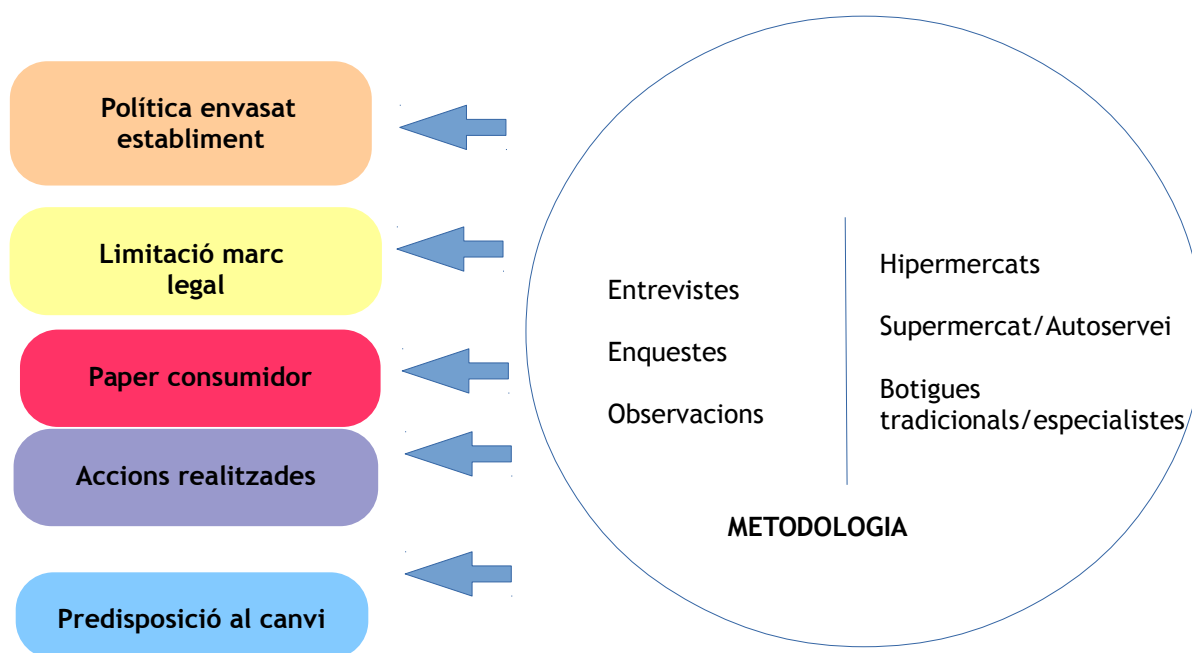 Política envasat
establiment
Limitació marc
legal
Paper consumidor
Accions realitzades
Predisposició al canvi
Entrevistes
Enquestes
Observacions
Hipermercats
Supermercat/Autoservei
Botigues
tradicionals/especialistes
METODOLOGIA